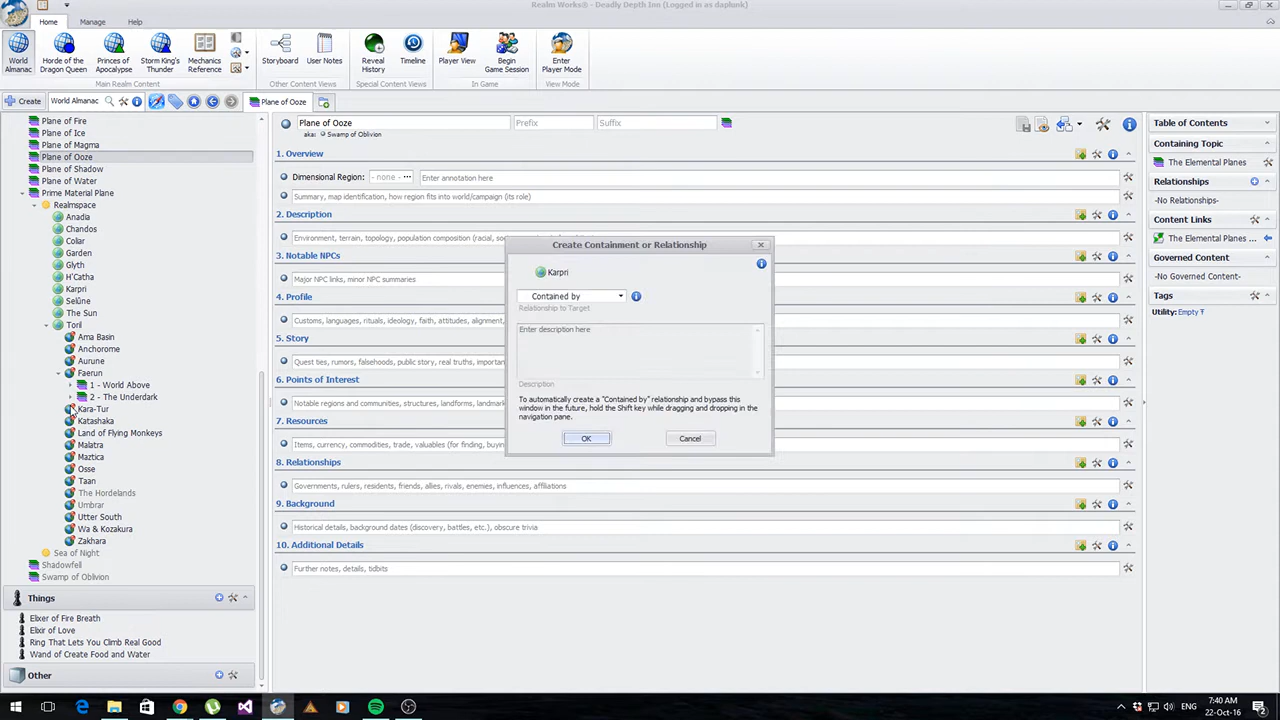 Realm Works® - Deadly Depth Inn (Logged in as daplunk)
Home
Manage
Help
World Almanac
Horde of the Dragon Queen
Princes of Apocalypse
Storm King's Thunder
Mechanics Reference
Storyboard
User Notes
Reveal History
Timeline
Player View
Begin Game Session
Enter Player Mode
Main Realm Content
Other Content Views
Special Content Views
In Game
View Mode
Create
World Almanac
Plane of Ooze
Plane of Fire
Plane of Ice
Plane of Magma
Plane of Ooze
Plane of Shadow
Plane of Water
Prime Material Plane
Realmspace
Anadia
Chandos
Coliar
Garden
Glyth
H'Catha
Karpri
Selûne
The Sun
Toril
Ama Basin
Anchorome
Aurune
Faerun
1 - World Above
2 - The Underdark
Kara-Tur
Katashaka
Land of Flying Monkeys
Malatra
Maztica
Osse
Taan
The Hordelands
Umbrar
Utter South
Wa & Kozakura
Zakhara
Sea of Night
Shadowfell
Swamp of Oblivion
Things
Elixer of Fire Breath
Elixir of Love
Ring That Lets You Climb Real Good
Wand of Create Food and Water
Other
Plane of Ooze
Prefix
Suffix
aka: Swamp of Oblivion
1. Overview
Dimensional Region: - none - ••• Enter annotation here
Summary, map identification, how region fits into world/campaign (its role)
2. Description
Environment, terrain, topology, population composition (racial, soc
3. Notable NPCs
Major NPC links, minor NPC summaries
4. Profile
Customs, languages, rituals, ideology, faith, attitudes, alignment,
5. Story
Quest ties, rumors, falsehoods, public story, real truths, importan
6. Points of Interest
Notable regions and communities, structures, landforms, landmar
7. Resources
Items, currency, commodities, trade, valuables (for finding, buyin
8. Relationships
Governments, rulers, residents, friends, allies, rivals, enemies, influences, affiliations
9. Background
Historical details, background dates (discovery, battles, etc.), obscure trivia
10. Additional Details
Further notes, details, tidbits
Create Containment or Relationship
Karpri
Contained by
Relationship to Target
Enter description here
Description
To automatically create a "Contained by" relationship and bypass this
window in the future, hold the Shift key while dragging and dropping in the
navigation pane.
OK
Cancel
Table of Contents
Containing Topic
The Elemental Planes
Relationships
-No Relationships-
Content Links
The Elemental Planes ...
Governed Content
-No Governed Content-
Tags
Utility: Empty
7:40 AM
22-Oct-16
2